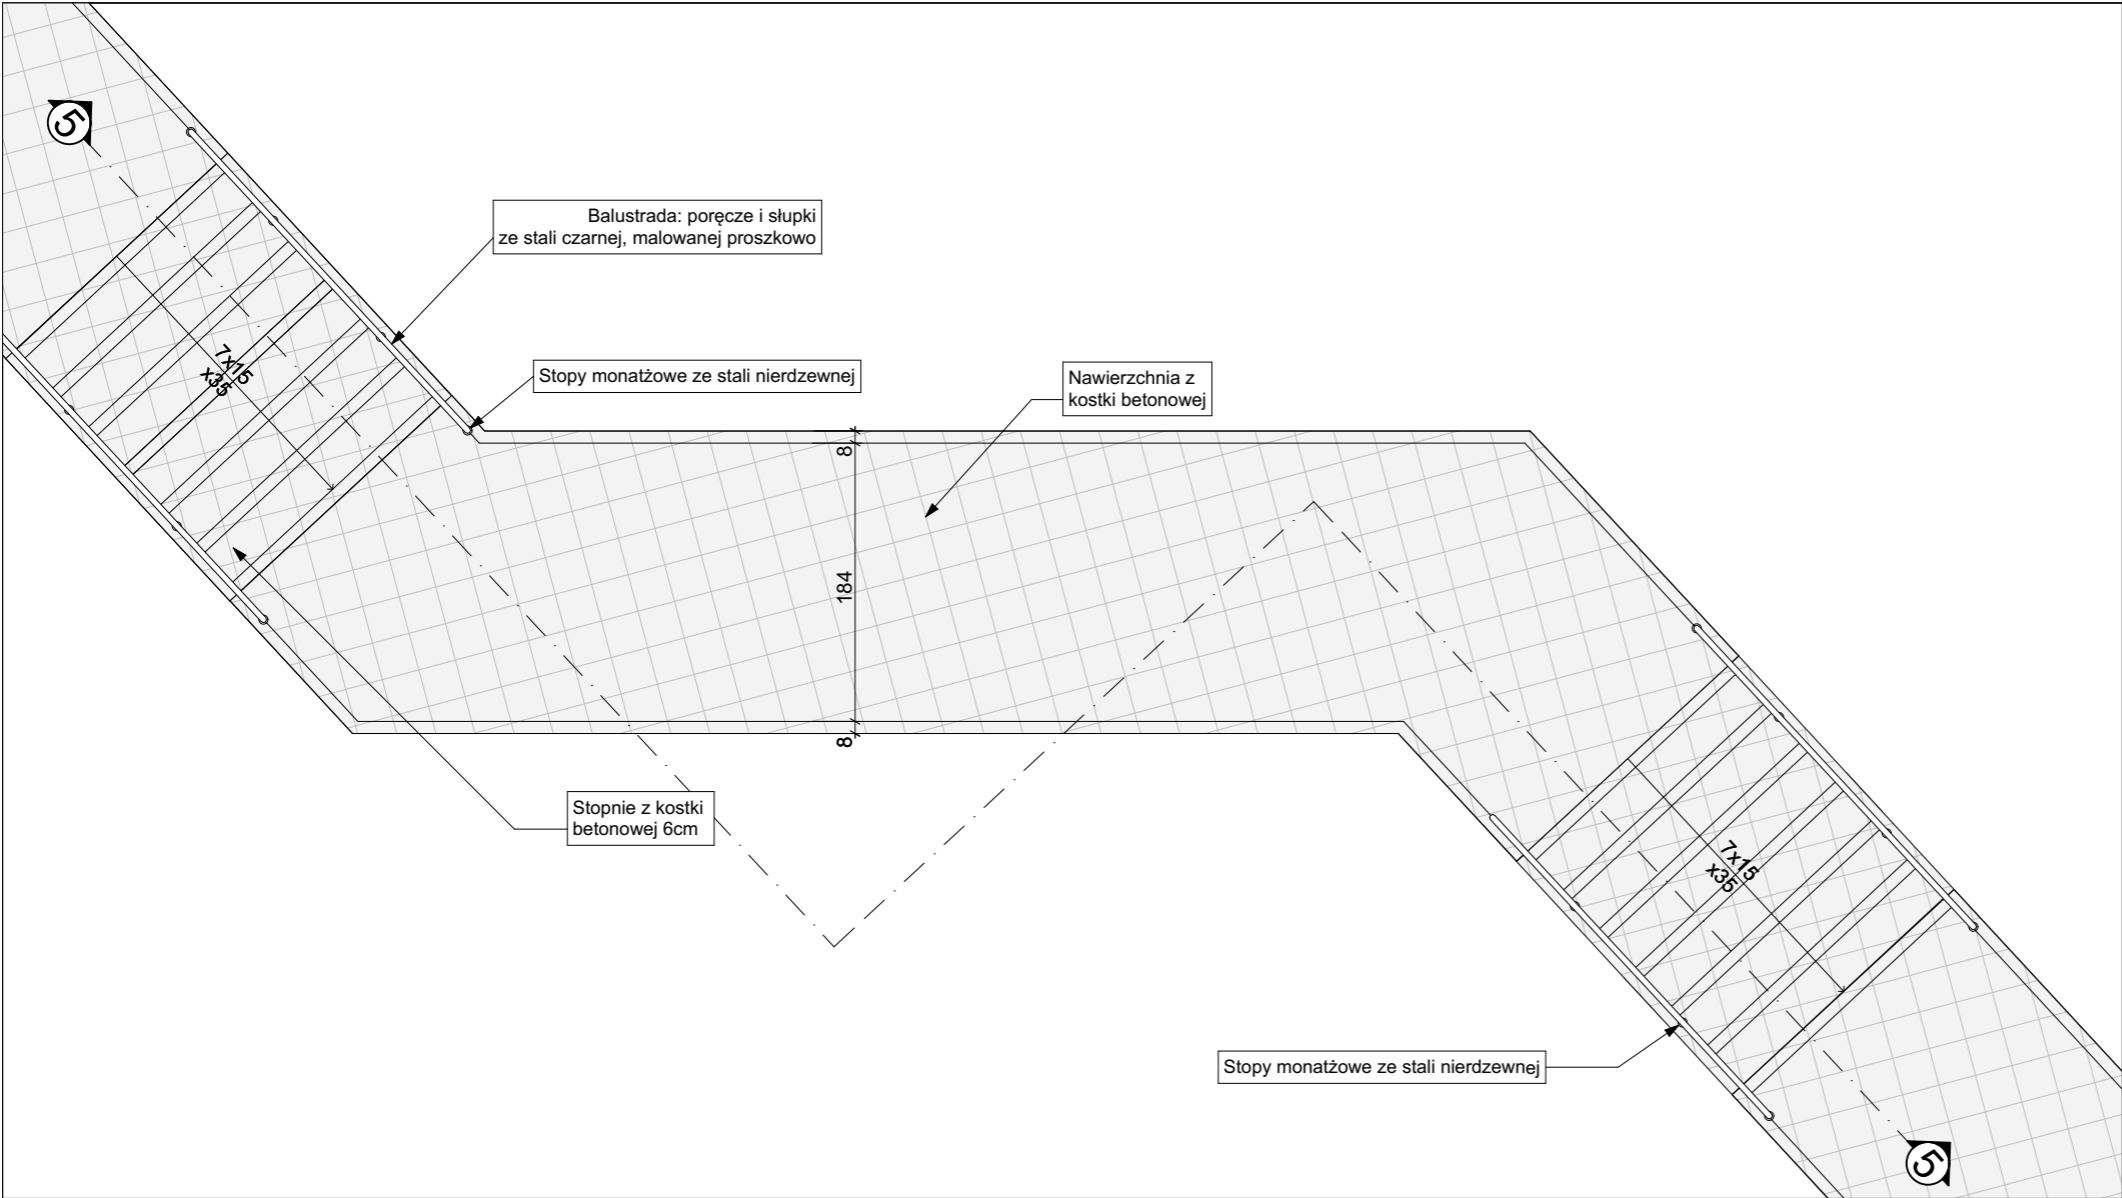 5
Balustrada: poręcze i słupki
ze stali czarnej, malowanej proszkowo
7x15
x35
Stopy monatżowe ze stali nierdzewnej
Nawierzchnia z
kostki betonowej
8
184
8
Stopnie z kostki
betonowej 6cm
7x15
x35
Stopy monatżowe ze stali nierdzewnej
5